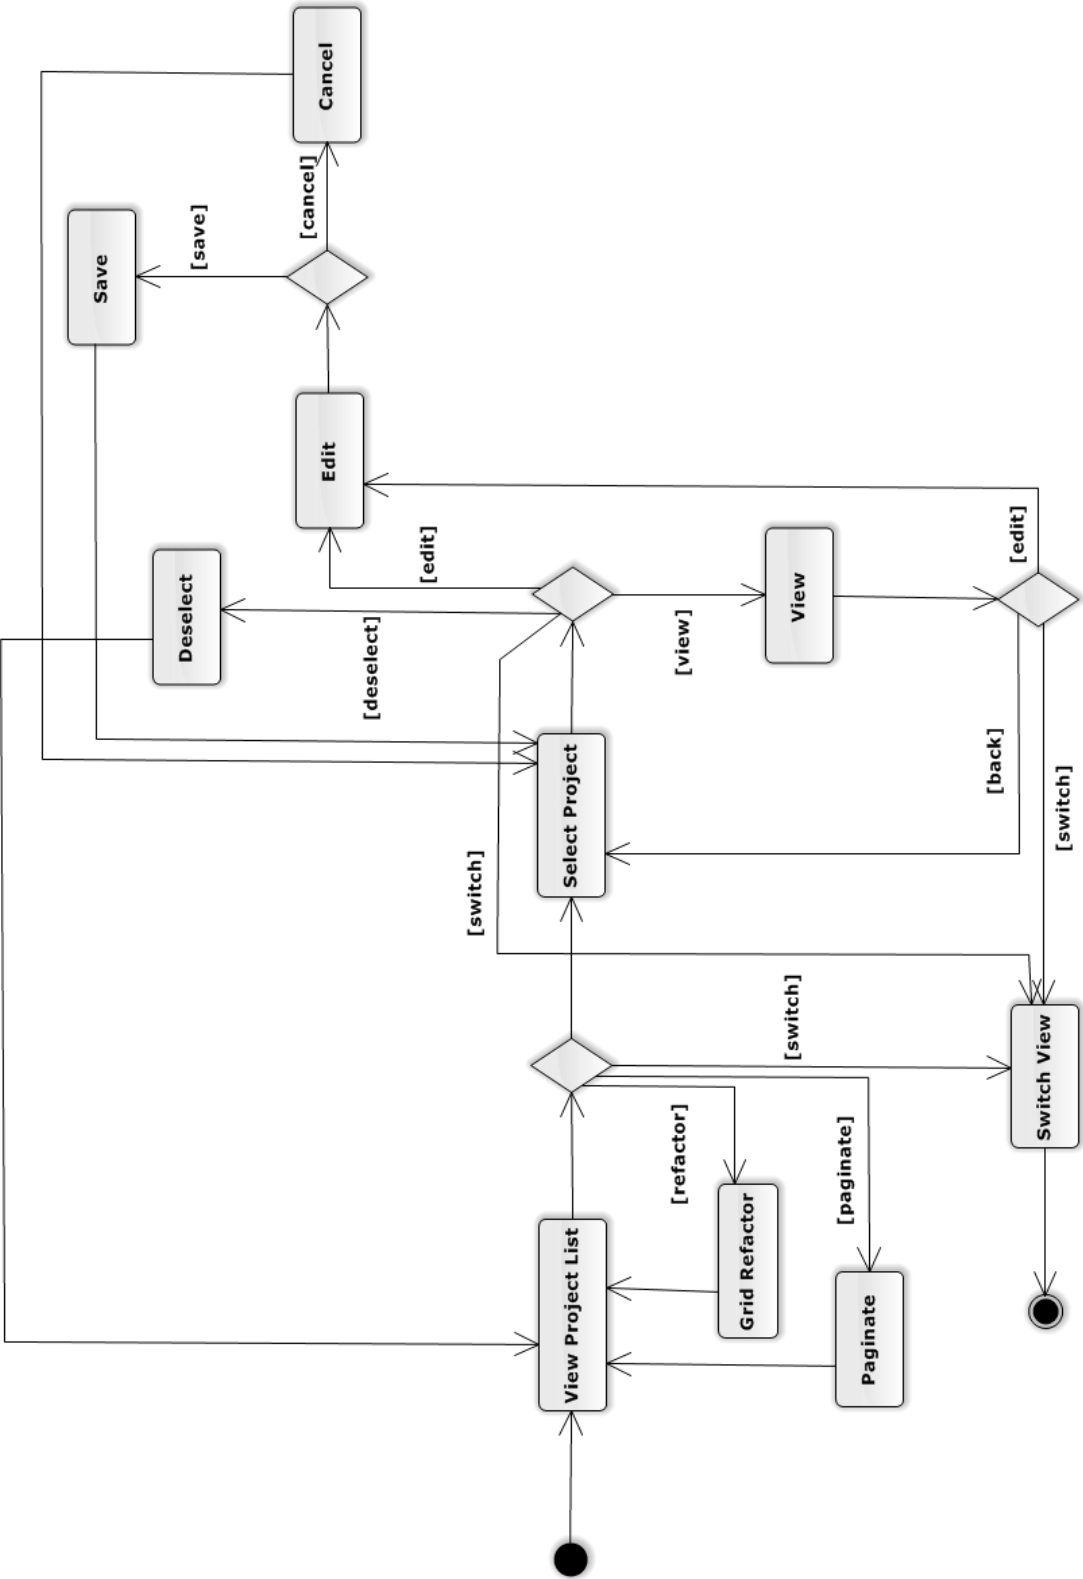 View Project List
Grid Refactor
Paginate
[refactor]
[paginate]
[switch]
Switch View
Select Project
[switch]
[back]
[switch]
[deselect]
Deselect
[view]
View
[edit]
[edit]
Edit
Save
[save]
[cancel]
Cancel